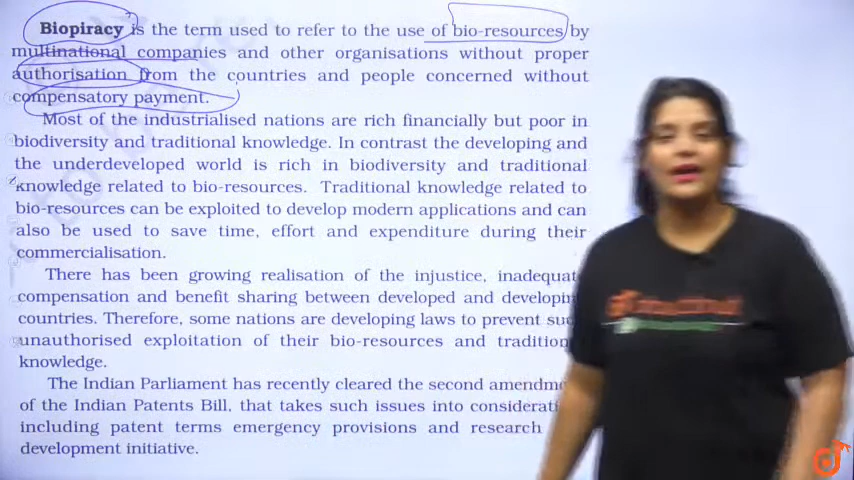 Biopiracy is the term used to refer to the use of bio-resources by
multinational companies and other organisations without proper
authorisation from the countries and people concerned without
compensatory payment.
Most of the industrialised nations are rich financially but poor in
biodiversity and traditional knowledge. In contrast the developing and
the underdeveloped world is rich in biodiversity and traditional
knowledge related to bio-resources. Traditional knowledge related to
bio-resources can be exploited to develop modern applications and can
also be used to save time, effort and expenditure during their
commercialisation.
There has been growing realisation of the injustice, inadequat
compensation and benefit sharing between developed and developin
countries. Therefore, some nations are developing laws to prevent su
unauthorised exploitation of their bio-resources and tradition
knowledge.
The Indian Parliament has recently cleared the second amendm
of the Indian Patents Bill, that takes such issues into considerati
including patent terms emergency provisions and research
development initiative.